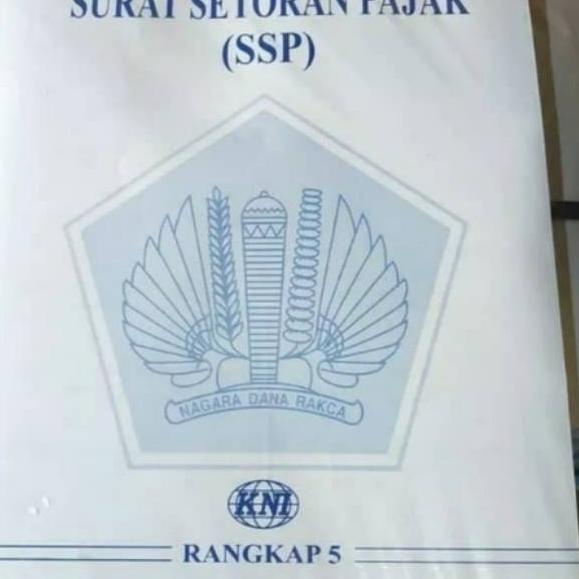 SURAT SETORAN PAJAK
(SSP)
NAGARA DANA RAKCA
KNI
RANGKAP 5